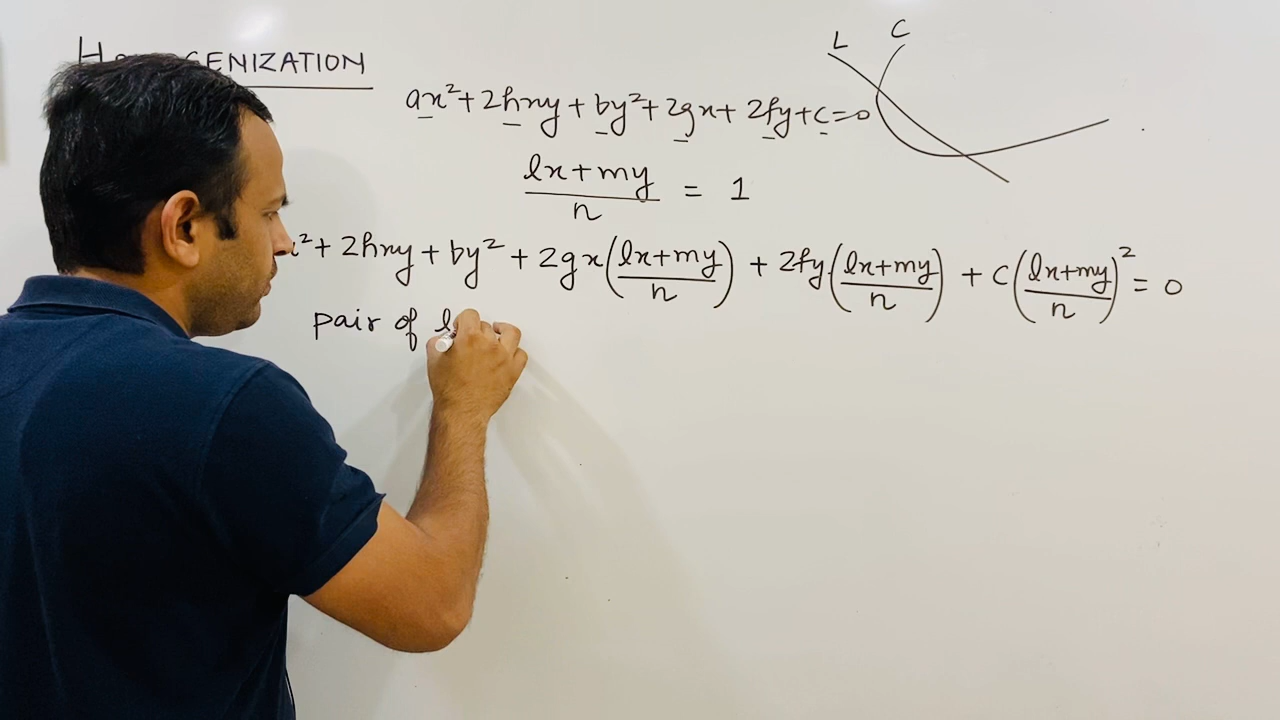 GENIZATION
L C
ax²+2hxy+by²+2gx+2fy+c=0
(lx+my)/n = 1
x²+2hxy+by²+2gx((lx+my)/n)+2fy((lx+my)/n)+c((lx+my)/n)²=0
pair of